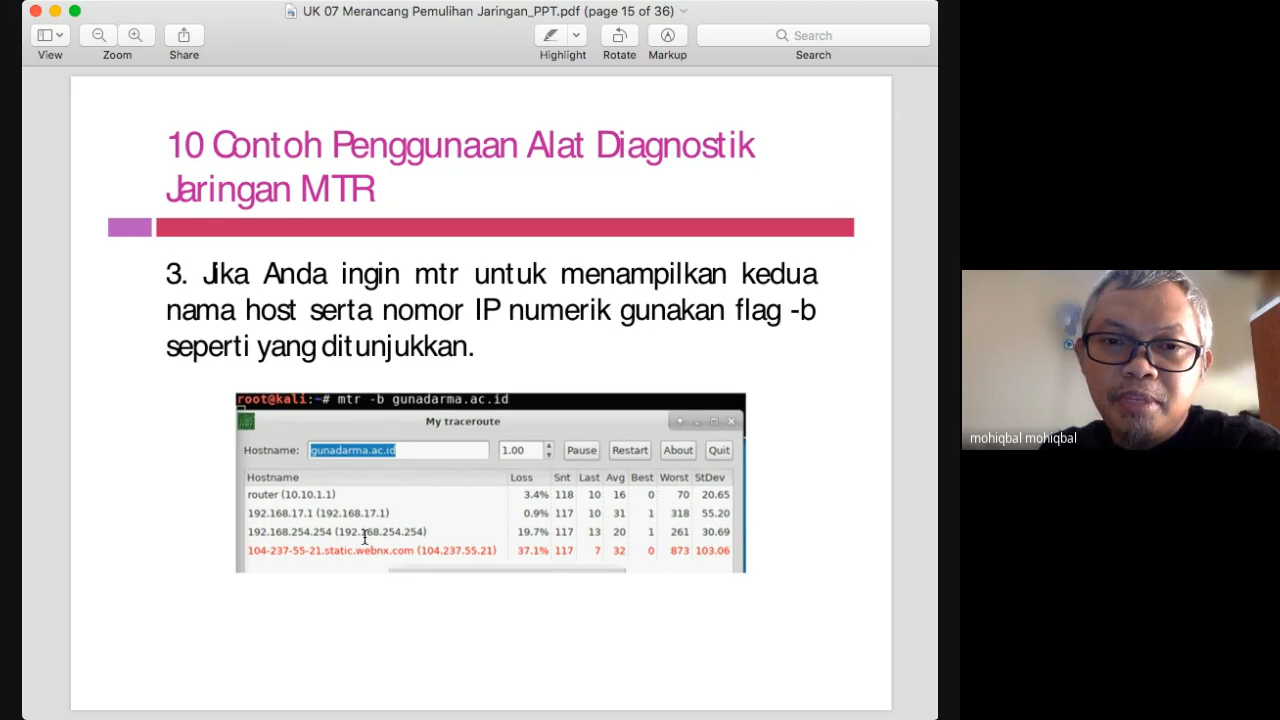 UK 07 Merancang Pemulihan Jaringan_PPT.pdf (page 15 of 36)
View Zoom Share Highlight Rotate Markup Search
Search
10 Contoh Penggunaan Alat Diagnostik
Jaringan MTR
3. Jika Anda ingin mtr untuk menampilkan kedua
nama host serta nomor IP numerik gunakan flag -b
seperti yang ditunjukkan.
root@kali:~# mtr -b gunadarma.ac.id
My traceroute
Hostname: gunadarma.ac.id 1.00 Pause Restart About Quit
Hostname Loss Snt Last Avg Best Worst StDev
router (10.10.1.1) 3.4% 118 10 16 0 70 20.65
192.168.17.1 (192.168.17.1) 0.9% 117 10 31 1 318 55.20
192.168.254.254 (192.168.254.254) 19.7% 117 13 20 1 261 30.69
104-237-55-21.static.webnx.com (104.237.55.21) 37.1% 117 7 32 0 873 103.06
mohiqbal mohiqbal